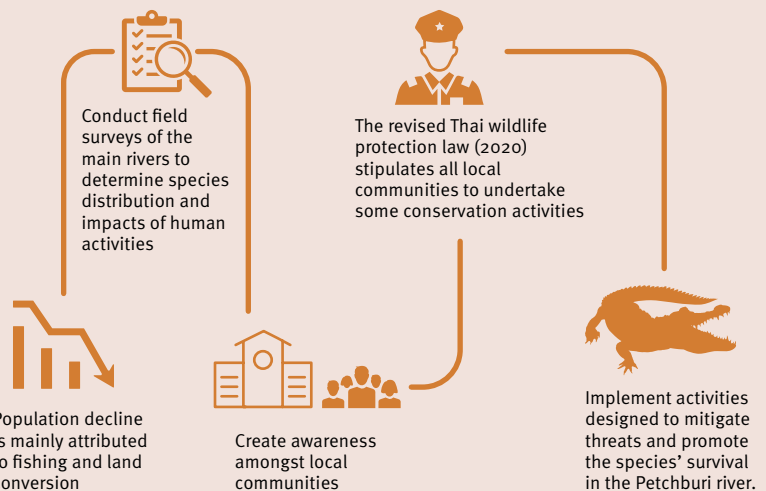 Population decline
s mainly attributed
o fishing and land
onversion
Conduct field
surveys of the
main rivers to
determine species
distribution and
impacts of human
activities
Create awareness
amongst local
communities
The revised Thai wildlife
protection law (2020)
stipulates all local
communities to undertake
some conservation activities
Implement activities
designed to mitigate
threats and promote
the species' survival
in the Petchburi river.